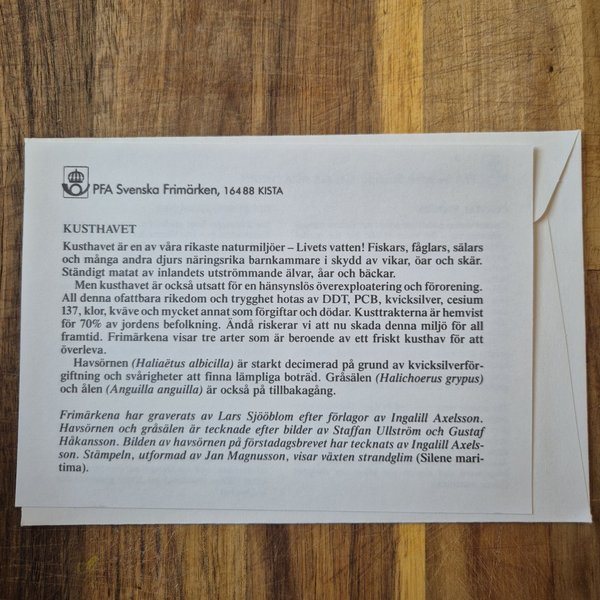 PFA Svenska Frimärken, 164 88 KISTA
KUSTHAVET
Kusthavet är en av våra rikaste naturmiljöer – Livets vatten! Fiskars, fåglars, sälars
och många andra djurs näringsrika barnkammare i skydd av vikar, öar och skär.
Ständigt matat av inlandets utströmmande älvar, åar och bäckar.
Men kusthavet är också utsatt för en hänsynslös överexploatering och förorening.
All denna ofattbara rikedom och trygghet hotas av DDT, PCB, kvicksilver, cesium
137, klor, kväve och mycket annat som förgiftar och dödar. Kusttrakterna är hemvist
för 70% av jordens befolkning. Ändå riskerar vi att nu skada denna miljö för all
framtid. Frimärkena visar tre arter som är beroende av ett friskt kusthav för att
överleva.
Havsörnen (Haliaëtus albicilla) är starkt decimerad på grund av kvicksilverför-
giftning och svårigheter att finna lämpliga boträd. Gråsälen (Halichoerus grypus)
och ålen (Anguilla anguilla) är också på tillbakagång.
Frimärkena har graverats av Lars Sjööblom efter förlagor av Ingalill Axelsson.
Havsörnen och gråsälen är tecknade efter bilder av Staffan Ullström och Gustaf
Håkansson. Bilden av havsörnen på förstadagsbrevet har tecknats av Ingalill Axels-
son. Stämpeln, utformad av Jan Magnusson, visar växten strandglim (Silene mari-
tima).